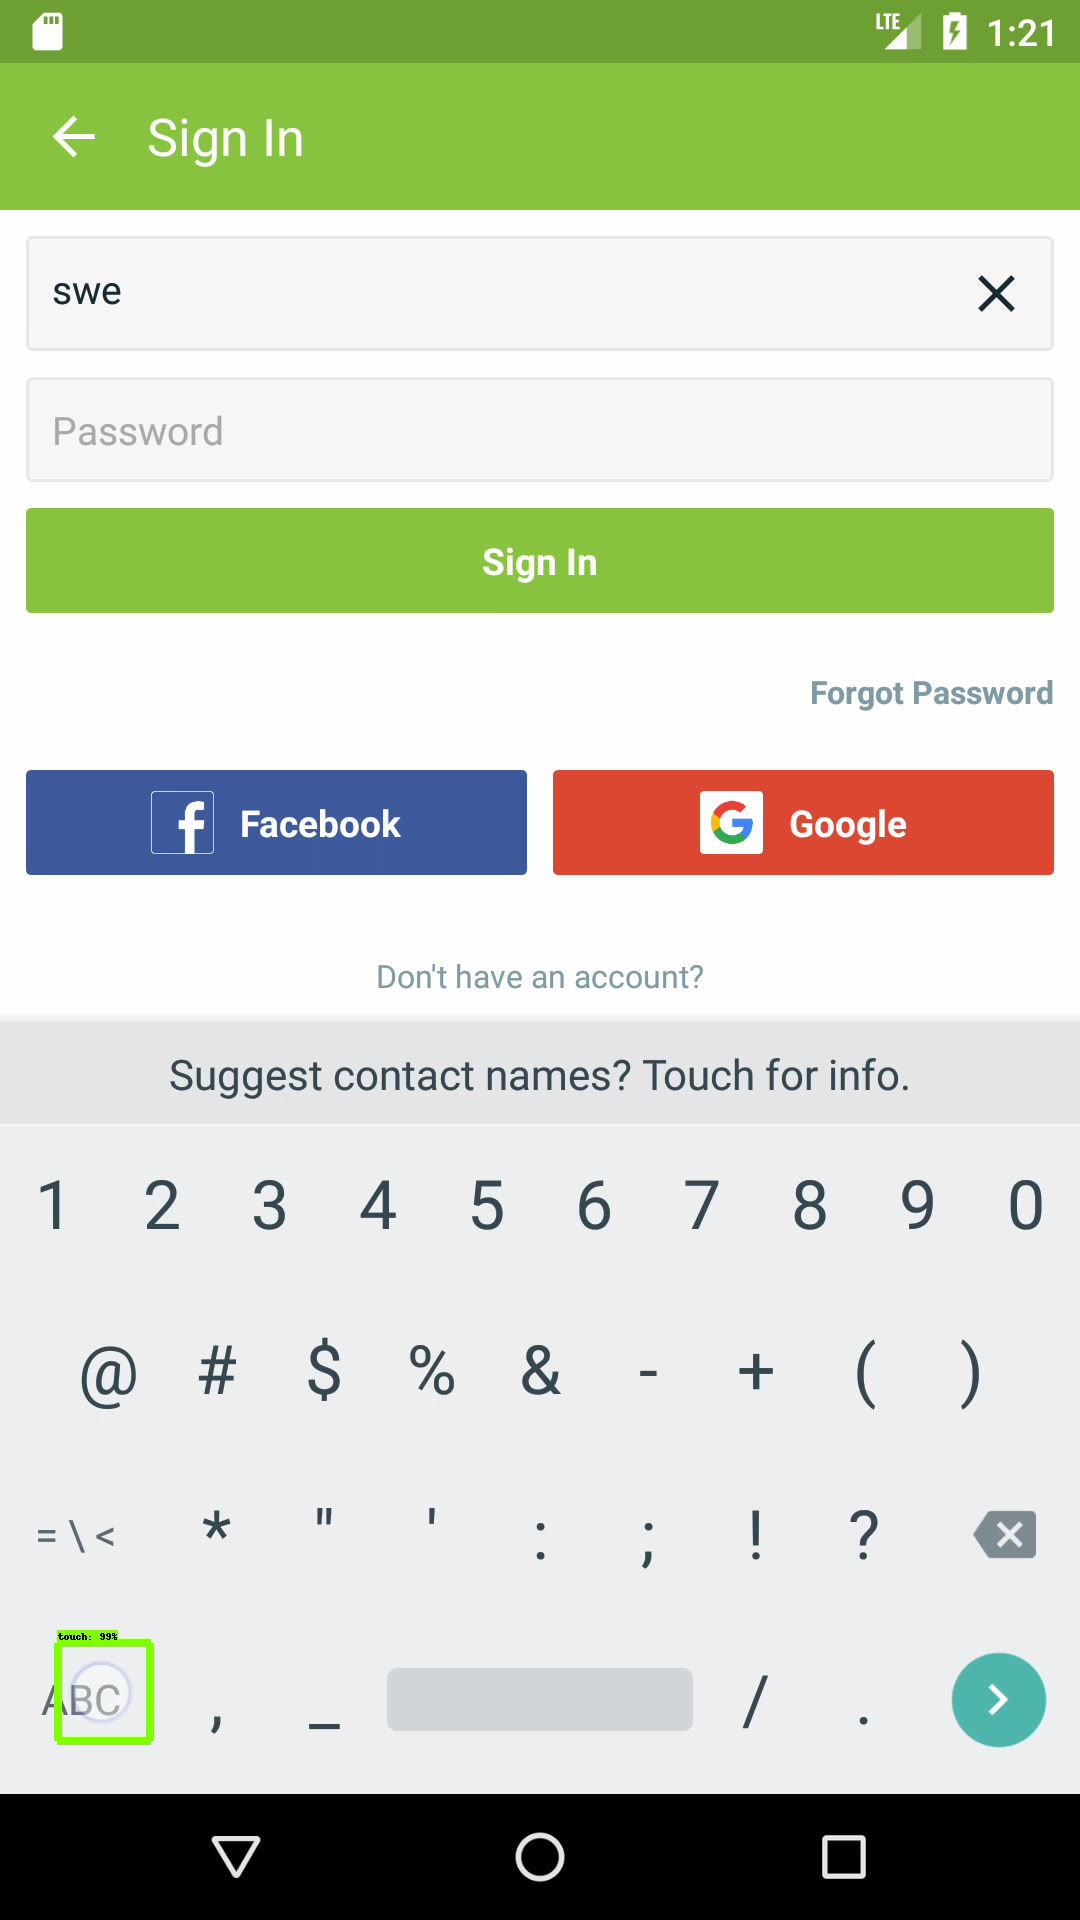 LTE 1:21
Sign In
swe
Password
Sign In
Forgot Password
Facebook Google
Don't have an account?
Suggest contact names? Touch for info.
1 2 3 4 5 6 7 8 9 0
@ # $ % & - + ( )
= \ < * " ' : ; ! ?
touch: 99%
ABC , _ / .